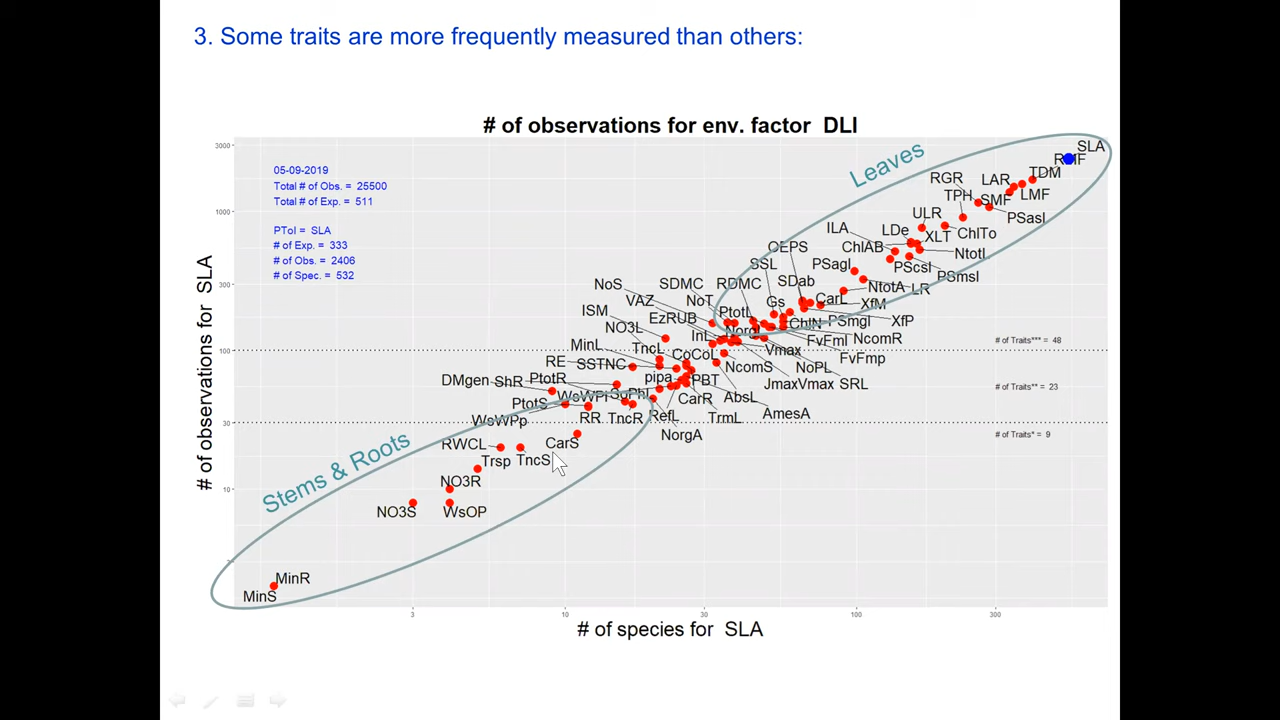 3. Some traits are more frequently measured than others:
# of observations for env. factor DLI
05-09-2019
Total # of Obs. = 25500
Total # of Exp. = 511
PToI = SLA
# of Exp. = 333
# of Obs. = 2406
# of Spec. = 532
# of observations for SLA
3000
1000
300
100
30
10
Leaves
SLA
TDM
RGR
LAR
TPH
SMF
LMF
PSasl
ULR
ILA
LDe
ChlAB
XLT
ChlTo
NtotI
OEPS
SSL
PSagl
PScsl
PSmsl
NoS
SDMC
RDMC
SDab
NtotA
LR
VAZ
NoT
Gs
CarL
XfM
ISM
EzRUB
PtotL
ChlN
PSmgl
XfP
NO3L
InL
NorgL
FvFml
NcomR
MinL
TncL
CoCoL
Vmax
FvFmp
RE
SSTNC
NcomS
NoPL
DMgen
ShR
PtotR
pipa
PBT
JmaxVmax
SRL
PtotS
WsWPl
CarR
AbsL
WsWPp
RR
TncR
RefL
TrmL
AmesA
NorgA
# of Traits*** = 48
# of Traits** = 23
# of Traits* = 9
Stems & Roots
RWCL
CarS
Trsp
TncS
NO3R
NO3S
WsOP
MinR
MinS
3
10
30
100
300
# of species for SLA